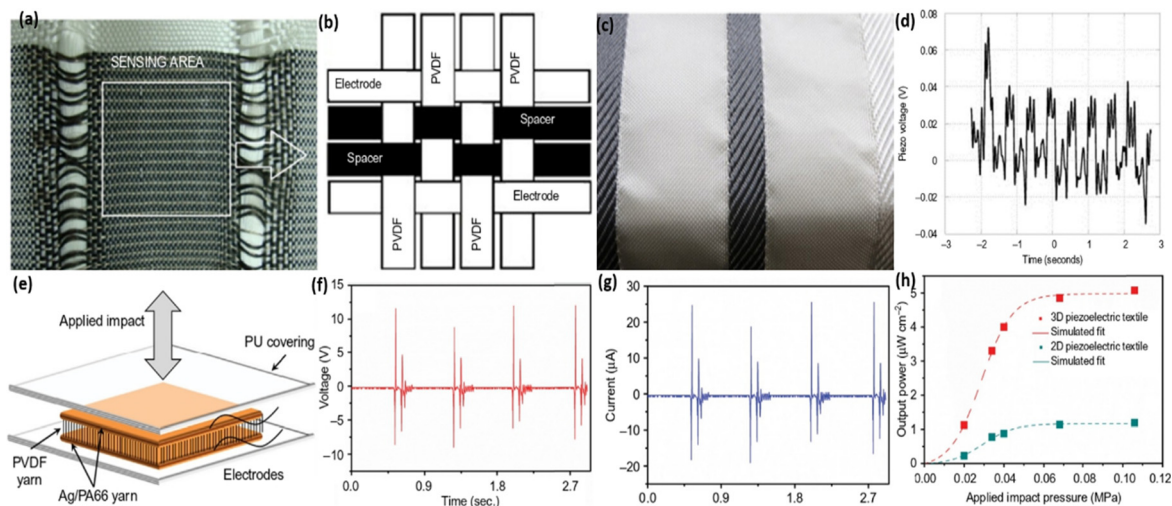 (a)
SENSING AREA
(b)
PVDF
PVDF
Electrode
Spacer
Spacer
Electrode
PVDF
PVDF
(c)
(d)
0.08
0.06
0.04
0.02
0
–0.02
–0.04
Piezo voltage (V)
–3
–2
–1
0
1
2
3
Time (seconds)
(e)
Applied impact
PU covering
PVDF
yarn
Ag/PA66 yarn
Electrodes
(f)
15
10
5
0
–5
–10
Voltage (V)
0.0
0.9
1.8
2.7
Time (sec.)
(g)
30
20
10
0
–10
–20
Current (µA)
0.0
0.9
1.8
2.7
(h)
6
5
4
3
2
1
0
Output power (µW cm⁻²)
3D piezoelectric textile
Simulated fit
2D piezoelectric textile
Simulated fit
0.00
0.02
0.04
0.06
0.08
0.10
0.12
Applied impact pressure (MPa)